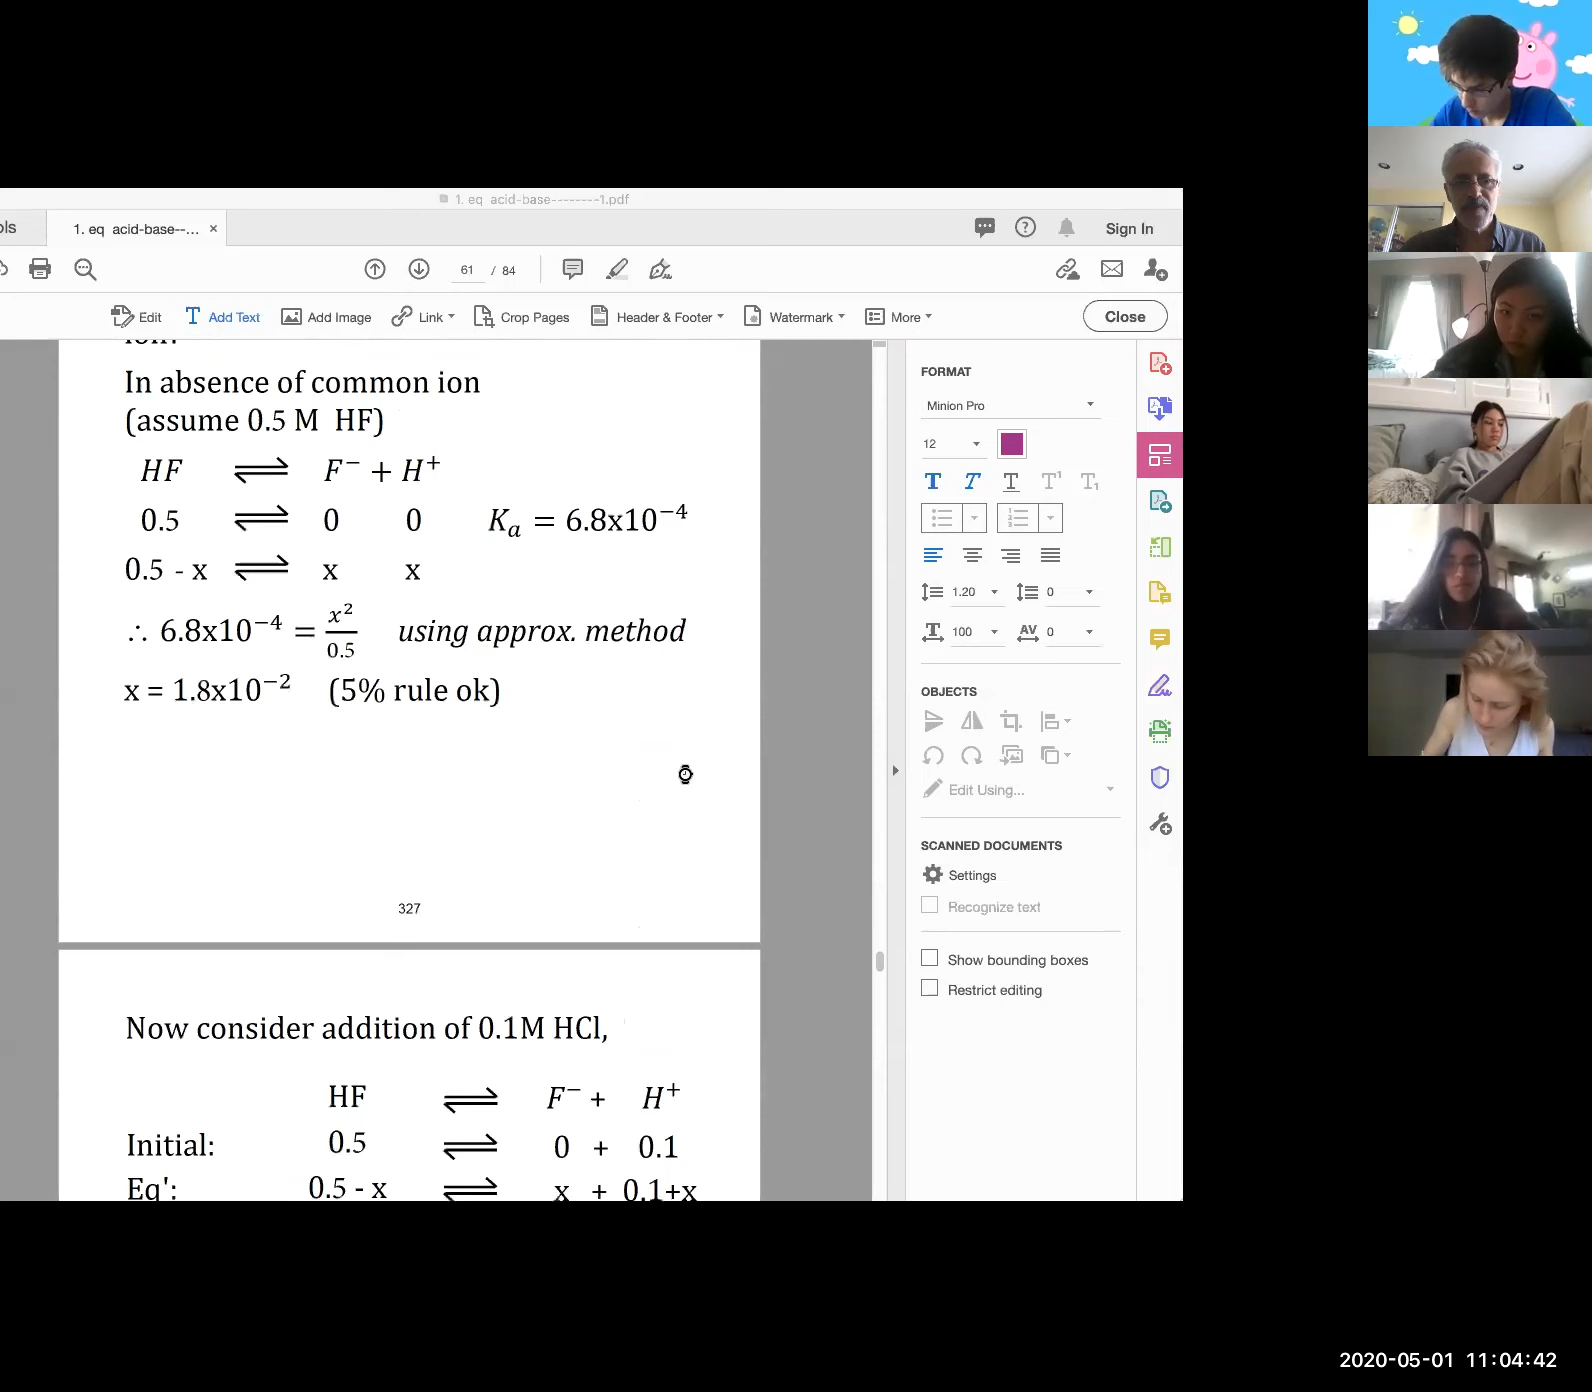 1. eq acid-base--------1.pdf
ols
1. eq acid-base--... ×
Sign In
61 / 84
Edit Add Text Add Image Link Crop Pages Header & Footer Watermark More Close
In absence of common ion
(assume 0.5 M HF)
HF ⇌ F⁻ + H⁺
0.5 ⇌ 0 0 Kₐ = 6.8x10⁻⁴
0.5 - x ⇌ x x
∴ 6.8x10⁻⁴ = x²/0.5 using approx. method
x = 1.8x10⁻² (5% rule ok)
327
Now consider addition of 0.1M HCl,
HF ⇌ F⁻ + H⁺
Initial: 0.5 ⇌ 0 + 0.1
Eq': 0.5 - x ⇌ x + 0.1+x
FORMAT
Minion Pro
12
T T T T¹ T₁
1.20 0
100 AV 0
OBJECTS
Edit Using...
SCANNED DOCUMENTS
Settings
Recognize text
Show bounding boxes
Restrict editing
2020-05-01 11:04:42